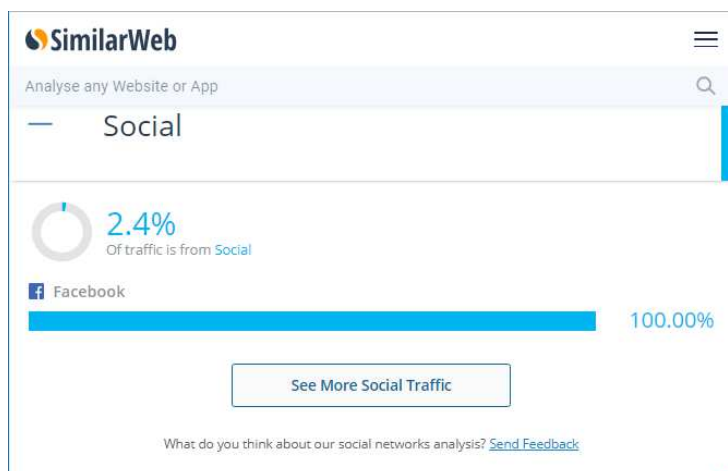 SimilarWeb
Analyse any Website or App
Social
2.4%
Of traffic is from Social
Facebook
100.00%
See More Social Traffic
What do you think about our social networks analysis? Send Feedback